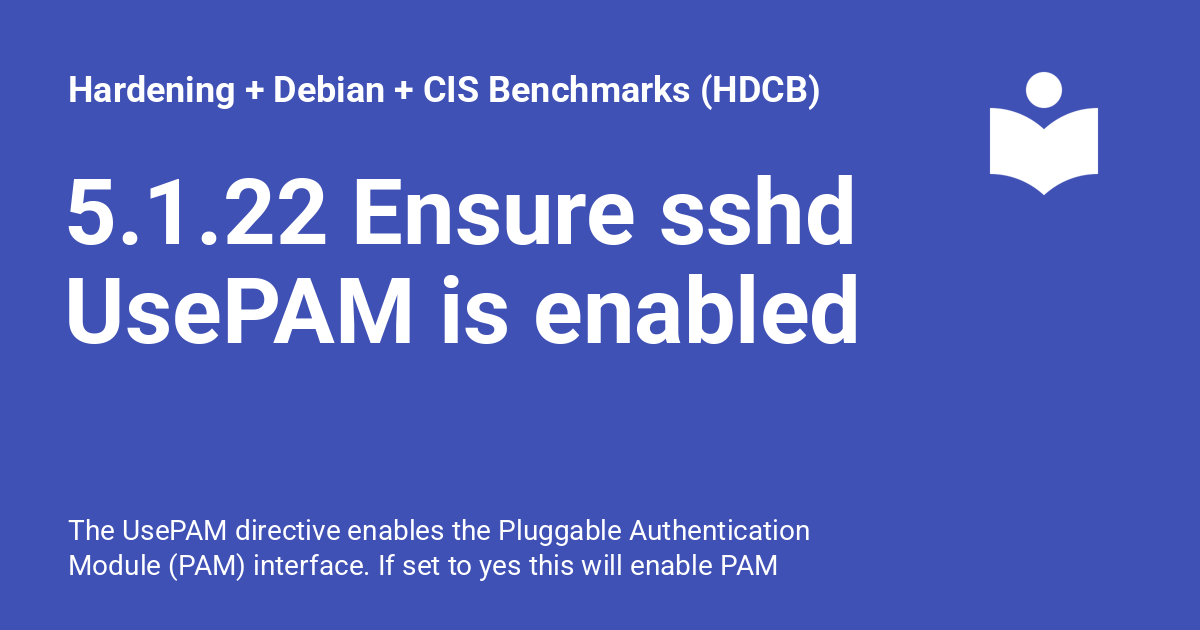 Hardening + Debian + CIS Benchmarks (HDCB)
5.1.22 Ensure sshd
UsePAM is enabled
The UsePAM directive enables the Pluggable Authentication
Module (PAM) interface. If set to yes this will enable PAM